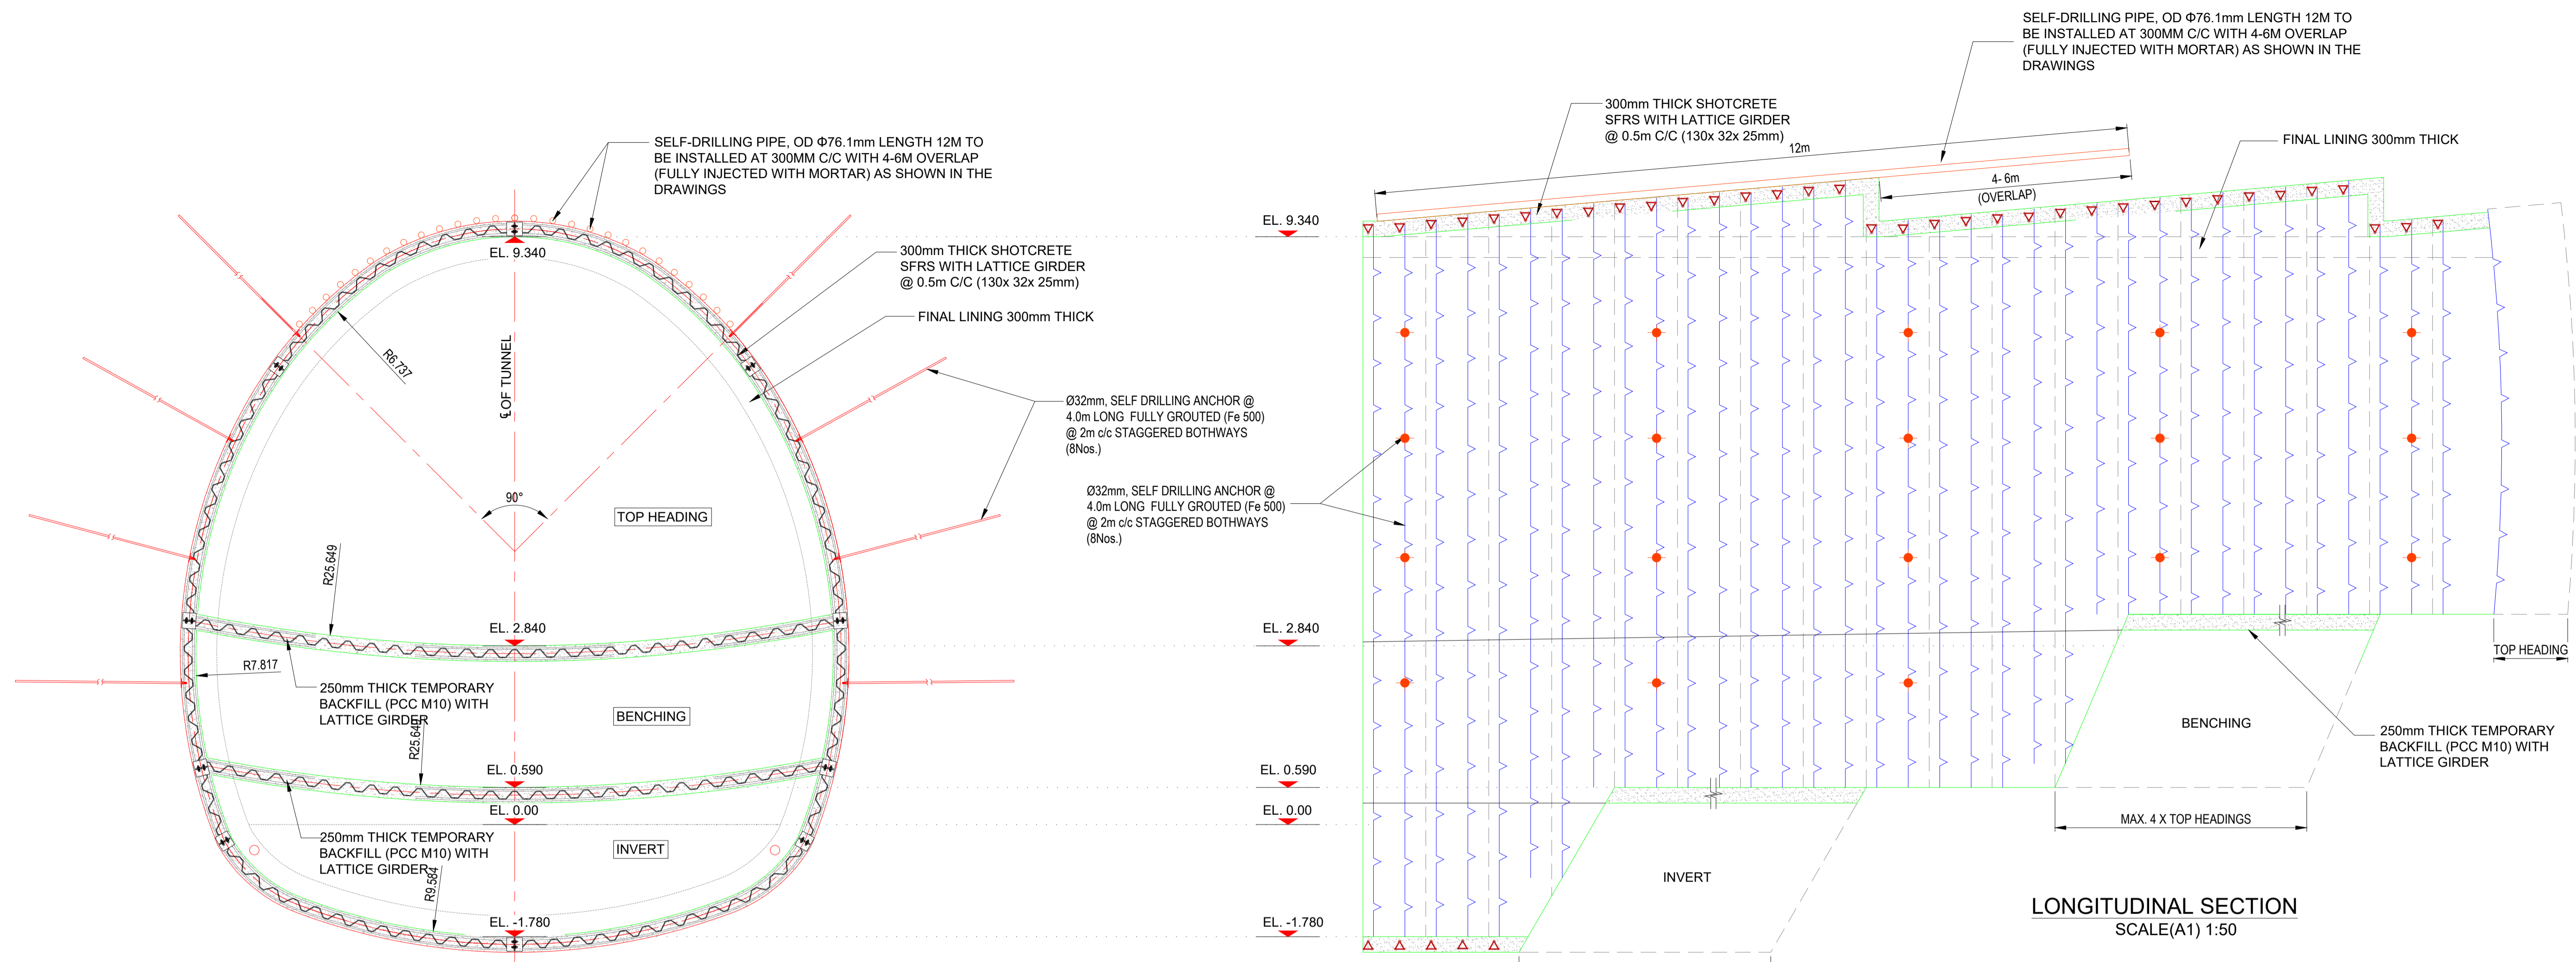 SELF-DRILLING PIPE, OD Φ76.1mm LENGTH 12M TO
BE INSTALLED AT 300MM C/C WITH 4-6M OVERLAP
(FULLY INJECTED WITH MORTAR) AS SHOWN IN THE
DRAWINGS
EL. 9.340
300mm THICK SHOTCRETE
SFRS WITH LATTICE GIRDER
@ 0.5m C/C (130x 32x 25mm)
FINAL LINING 300mm THICK
R6.737
℄ OF TUNNEL
Ø32mm, SELF DRILLING ANCHOR @
4.0m LONG FULLY GROUTED (Fe 500)
@ 2m c/c STAGGERED BOTHWAYS
(8Nos.)
90°
TOP HEADING
R25.649
EL. 2.840
R7.817
250mm THICK TEMPORARY
BACKFILL (PCC M10) WITH
LATTICE GIRDER
BENCHING
R25.649
EL. 0.590
EL. 0.00
250mm THICK TEMPORARY
BACKFILL (PCC M10) WITH
LATTICE GIRDER
INVERT
R9.584
EL. -1.780
SELF-DRILLING PIPE, OD Φ76.1mm LENGTH 12M TO
BE INSTALLED AT 300MM C/C WITH 4-6M OVERLAP
(FULLY INJECTED WITH MORTAR) AS SHOWN IN THE
DRAWINGS
300mm THICK SHOTCRETE
SFRS WITH LATTICE GIRDER
@ 0.5m C/C (130x 32x 25mm)
12m
FINAL LINING 300mm THICK
4- 6m
(OVERLAP)
EL. 9.340
Ø32mm, SELF DRILLING ANCHOR @
4.0m LONG FULLY GROUTED (Fe 500)
@ 2m c/c STAGGERED BOTHWAYS
(8Nos.)
EL. 2.840
TOP HEADING
BENCHING
250mm THICK TEMPORARY
BACKFILL (PCC M10) WITH
LATTICE GIRDER
EL. 0.590
EL. 0.00
MAX. 4 X TOP HEADINGS
INVERT
EL. -1.780
LONGITUDINAL SECTION
SCALE(A1) 1:50